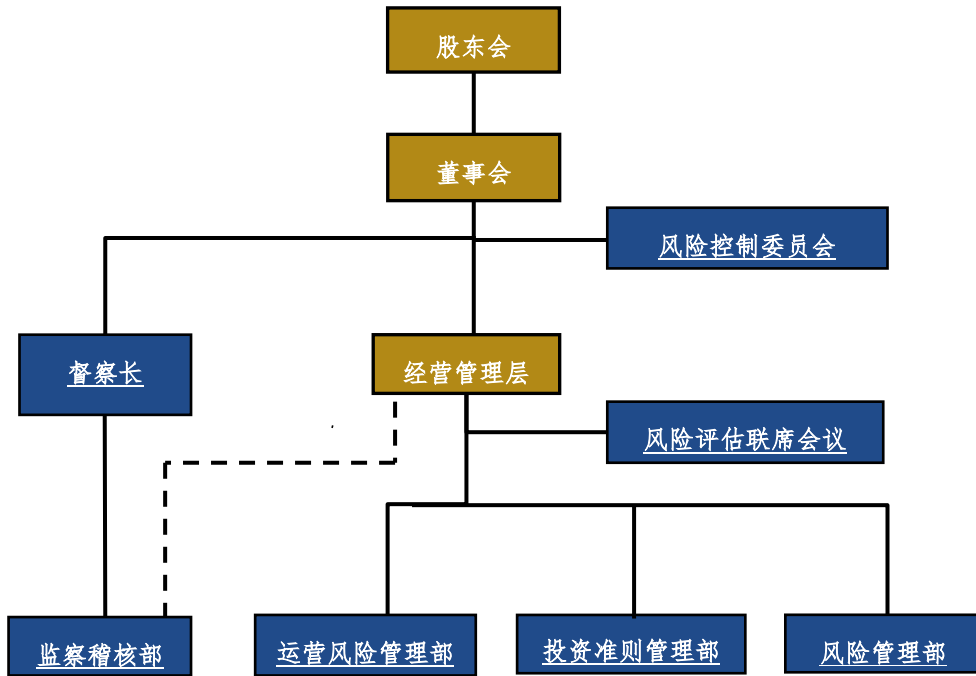 股东会
董事会
风险控制委员会
督察长
经营管理层
风险评估联席会议
监察稽核部
运营风险管理部
投资准则管理部
风险管理部